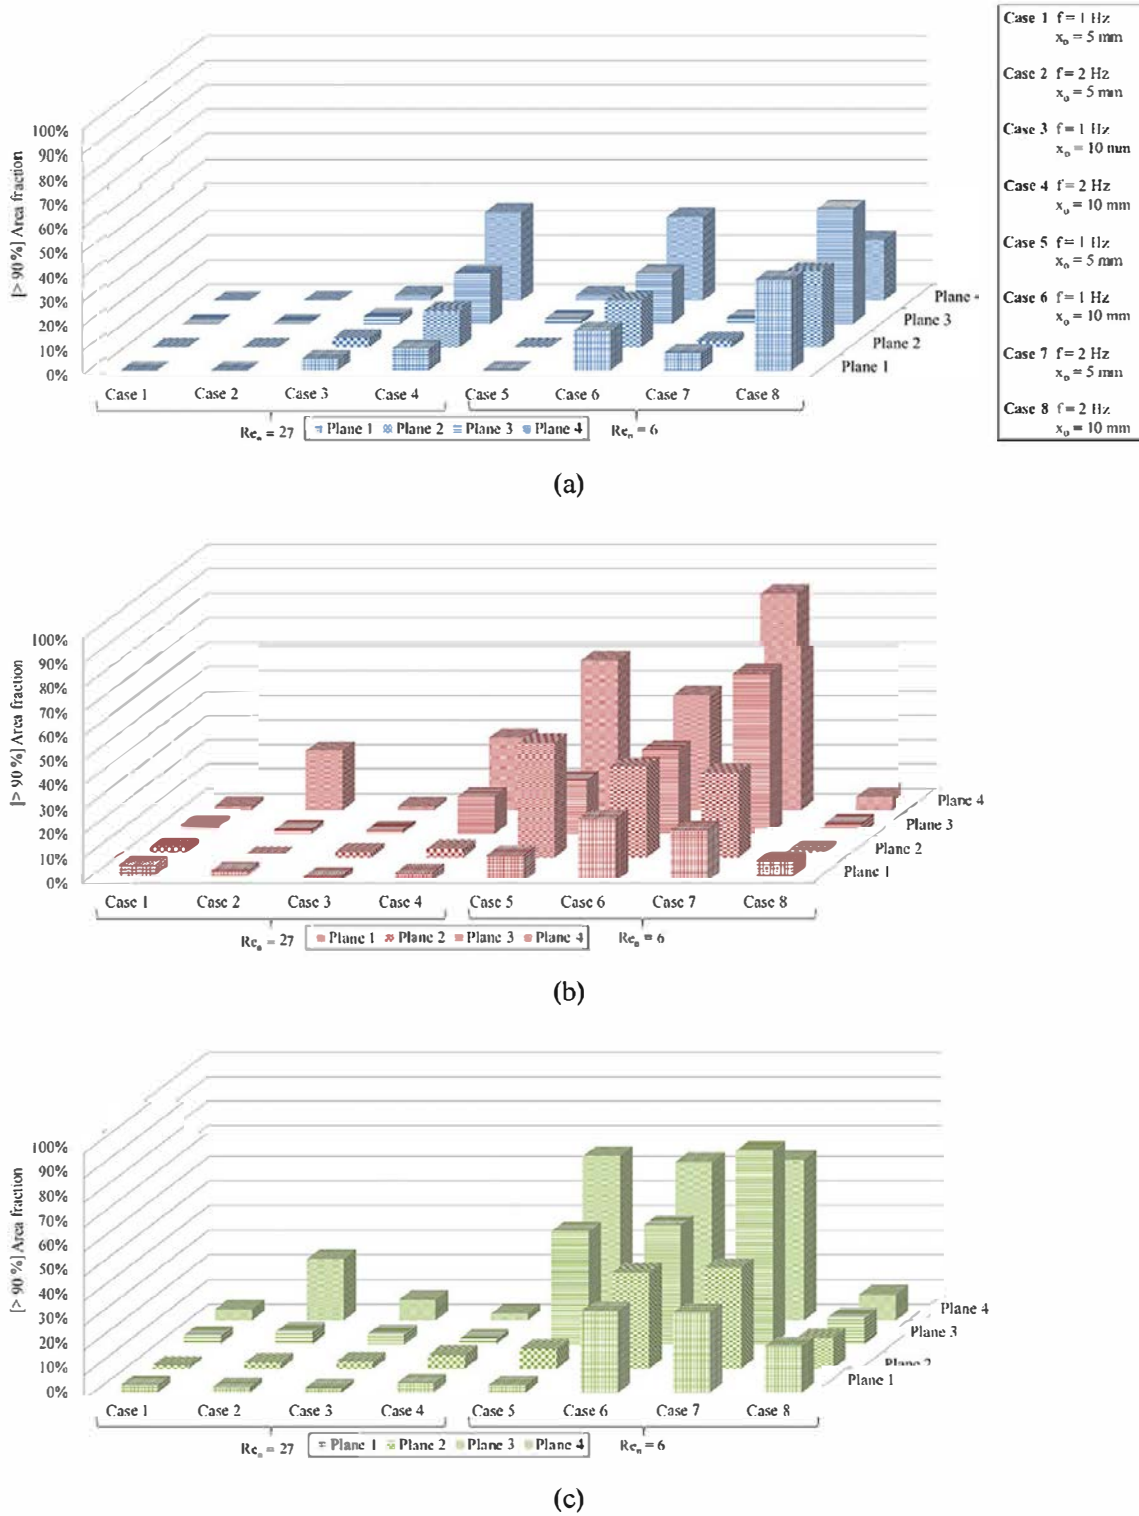 Case 1 f = 1 Hz
x₀ = 5 mm
Case 2 f = 2 Hz
x₀ = 5 mm
Case 3 f = 1 Hz
x₀ = 10 mm
Case 4 f = 2 Hz
x₀ = 10 mm
Case 5 f = 1 Hz
x₀ = 5 mm
Case 6 f = 1 Hz
x₀ = 10 mm
Case 7 f = 2 Hz
x₀ = 5 mm
Case 8 f = 2 Hz
x₀ = 10 mm
[> 90 %] Area fraction
100%
90%
80%
70%
60%
50%
40%
30%
20%
10%
0%
Plane 4
Plane 3
Plane 2
Plane 1
Case 1 Case 2 Case 3 Case 4 Case 5 Case 6 Case 7 Case 8
Reₙ = 27 Plane 1 Plane 2 Plane 3 Plane 4 Reₙ = 6
(a)
[> 90 %] Area fraction
100%
90%
80%
70%
60%
50%
40%
30%
20%
10%
0%
Plane 4
Plane 3
Plane 2
Plane 1
Case 1 Case 2 Case 3 Case 4 Case 5 Case 6 Case 7 Case 8
Reₙ = 27 Plane 1 Plane 2 Plane 3 Plane 4 Reₙ = 6
(b)
[> 90 %] Area fraction
100%
90%
80%
70%
60%
50%
40%
30%
20%
10%
0%
Plane 4
Plane 3
Plane 2
Plane 1
Case 1 Case 2 Case 3 Case 4 Case 5 Case 6 Case 7 Case 8
Reₙ = 27 Plane 1 Plane 2 Plane 3 Plane 4 Reₙ = 6
(c)